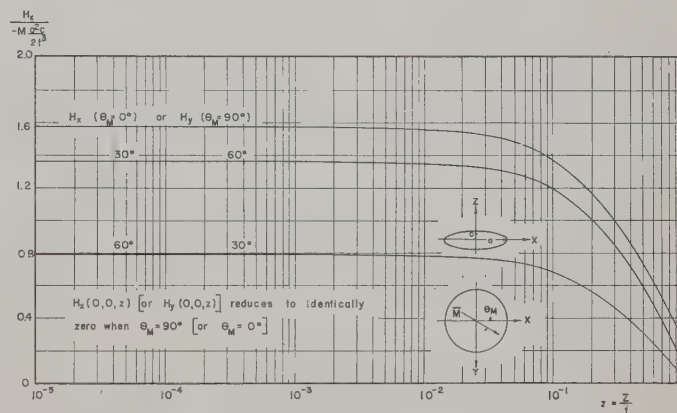 Hx
-M a²c
2f³
2.0
1.6
1.2
0.8
0.4
0
Hx (θM=0°) or Hy (θM=90°)
30° 60°
60° 30°
Hx(0,0,z) [or Hy(0,0,z)] reduces to identically
zero when θM=90° [or θM=0°]
Z
c
a
X
M
θM
X
Y
10⁻⁵ 10⁻⁴ 10⁻³ 10⁻² 10⁻¹
z = Z/f